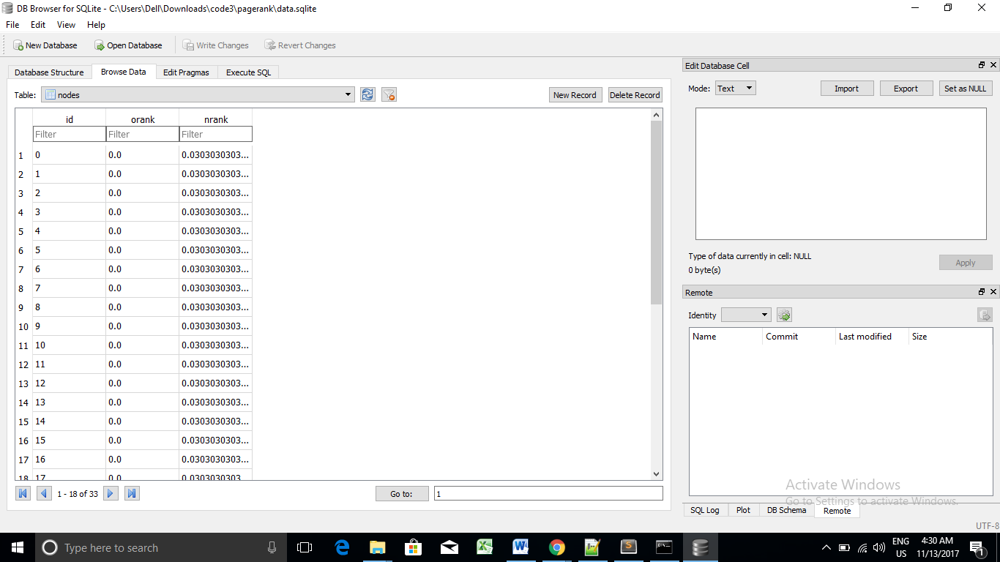 DB Browser for SQLite - C:\Users\Dell\Downloads\code3\pagerank\data.sqlite
File Edit View Help
New Database Open Database Write Changes Revert Changes
Database Structure Browse Data Edit Pragmas Execute SQL
Table: nodes New Record Delete Record
id orank nrank
Filter Filter Filter
1 0 0.0 0.0303030303...
2 1 0.0 0.0303030303...
3 2 0.0 0.0303030303...
4 3 0.0 0.0303030303...
5 4 0.0 0.0303030303...
6 5 0.0 0.0303030303...
7 6 0.0 0.0303030303...
8 7 0.0 0.0303030303...
9 8 0.0 0.0303030303...
10 9 0.0 0.0303030303...
11 10 0.0 0.0303030303...
12 11 0.0 0.0303030303...
13 12 0.0 0.0303030303...
14 13 0.0 0.0303030303...
15 14 0.0 0.0303030303...
16 15 0.0 0.0303030303...
17 16 0.0 0.0303030303...
18 17 0.0 0.0303030303...
1 - 18 of 33 Go to: 1
Edit Database Cell
Mode: Text Import Export Set as NULL
Type of data currently in cell: NULL
0 byte(s)
Apply
Remote
Identity
Name Commit Last modified Size
Activate Windows
Go to Settings to activate Windows.
SQL Log Plot DB Schema Remote
UTF-8
Type here to search
ENG
US
4:30 AM
11/13/2017
1